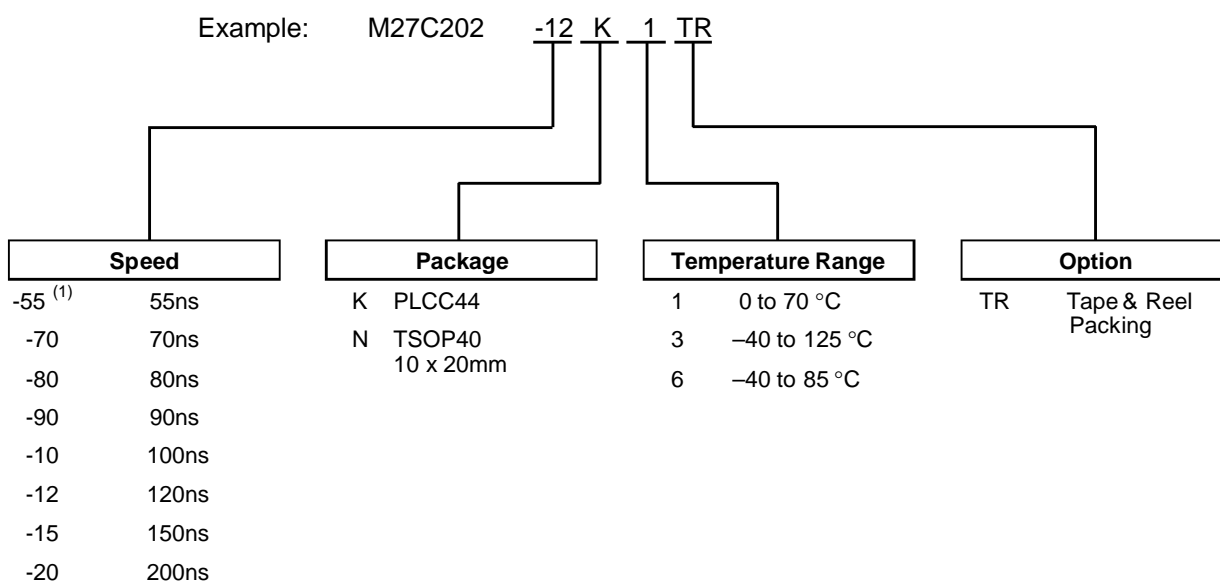 Example: M27C202 -12 K 1 TR
Speed Package Temperature Range Option
-55 (1) 55ns K PLCC44 1 0 to 70 °C TR Tape & Reel
Packing
-70 70ns N TSOP40 3 –40 to 125 °C
10 x 20mm
-80 80ns 6 –40 to 85 °C
-90 90ns
-10 100ns
-12 120ns
-15 150ns
-20 200ns